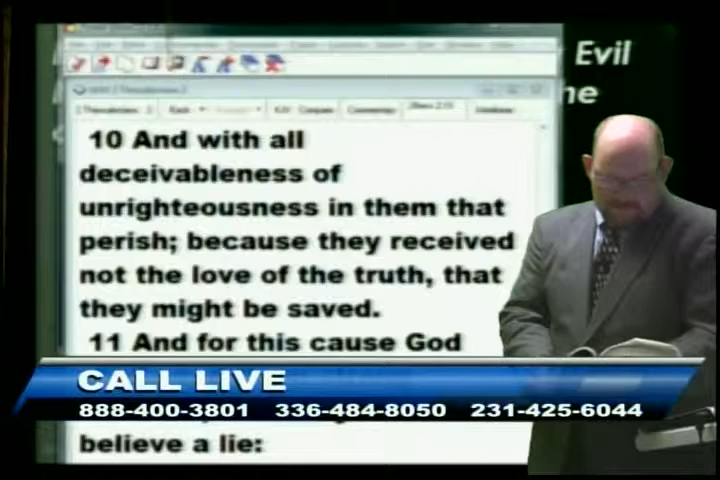 Evil
10 And with all
deceivableness of
unrighteousness in them that
perish; because they received
not the love of the truth, that
they might be saved.
11 And for this cause God
CALL LIVE
888-400-3801 336-484-8050 231-425-6044
believe a lie: